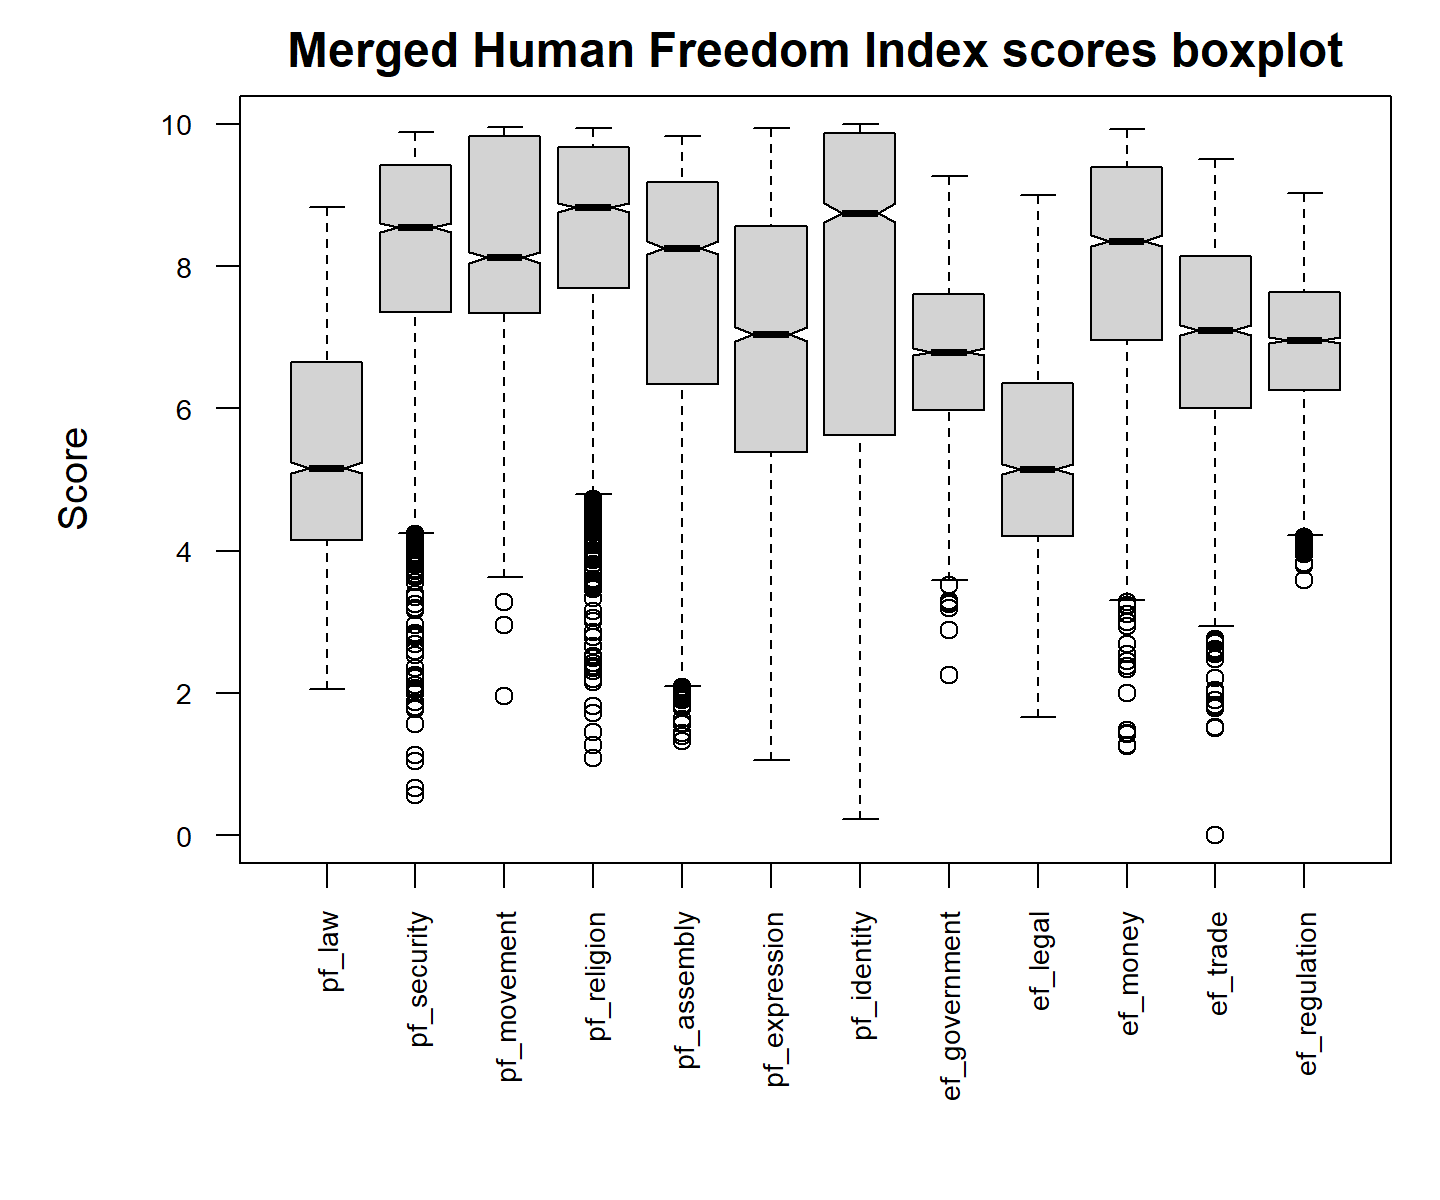 Merged Human Freedom Index scores boxplot
Score
10
8
6
4
2
0
pf_law
pf_security
pf_movement
pf_religion
pf_assembly
pf_expression
pf_identity
ef_government
ef_legal
ef_money
ef_trade
ef_regulation